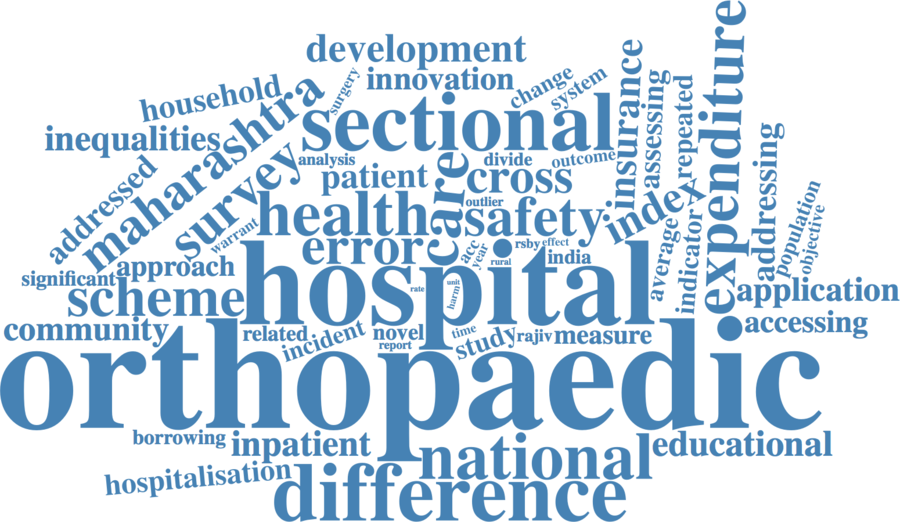 development
innovation
surgery
change
system
household
maharashtra
sectional
insurance
assessing
repeated
expenditure
inequalities
survey
analysis
divide
outcome
patient
care
cross
addressed
addressing
health
outlier
safety
index
population
objective
warrant
error
acc
year
rsby
effect
average
indicator
significant
approach
hospital
rural
india
scheme
rate
unit
harm
application
community
related
incident
novel
report
time
study
rajiv
measure
accessing
orthopaedic
borrowing
inpatient
national
educational
hospitalisation
difference